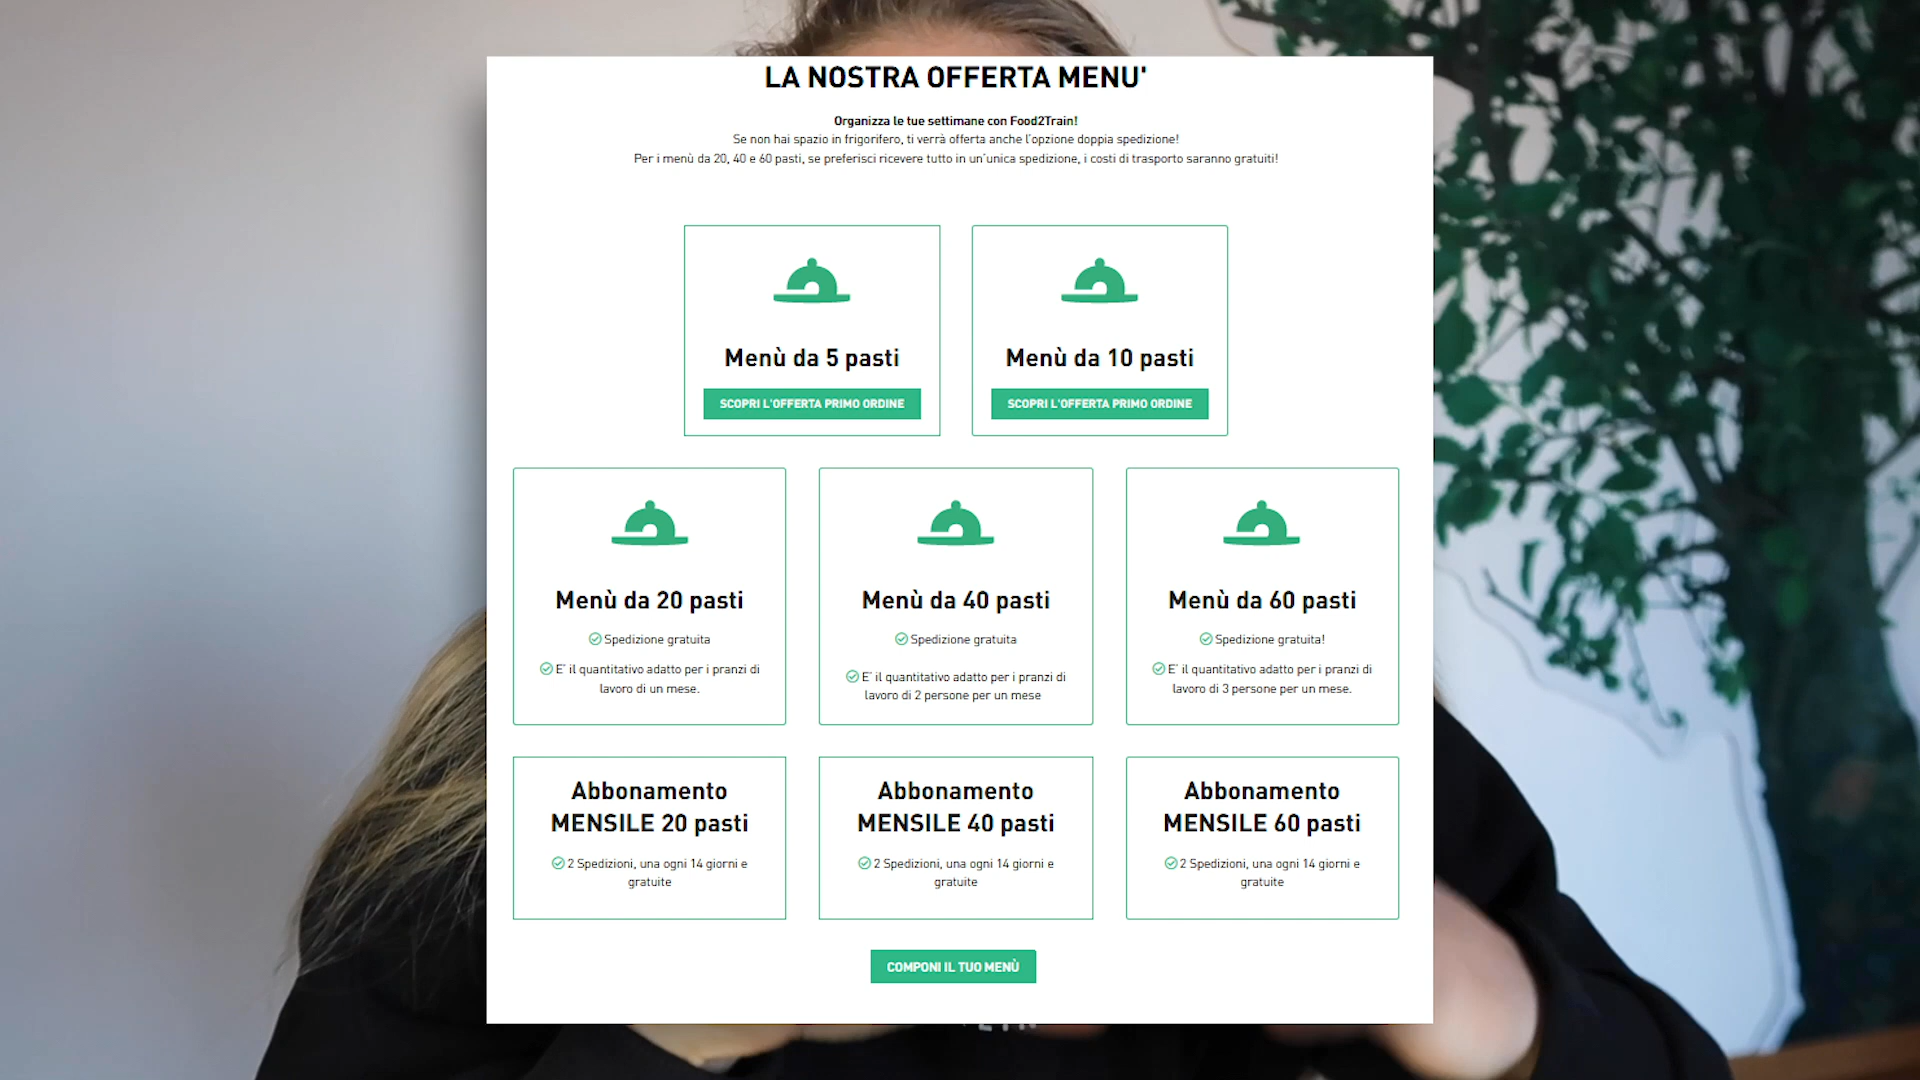 LA NOSTRA OFFERTA MENU'
Organizza le tue settimane con Food2Train!
Se non hai spazio in frigorifero, ti verrà offerta anche l'opzione doppia spedizione!
Per i menù da 20, 40 e 60 pasti, se preferisci ricevere tutto in un'unica spedizione, i costi di trasporto saranno gratuiti!
Menù da 5 pasti
SCOPRI L'OFFERTA PRIMO ORDINE
Menù da 10 pasti
SCOPRI L'OFFERTA PRIMO ORDINE
Menù da 20 pasti
Spedizione gratuita
E' il quantitativo adatto per i pranzi di
lavoro di un mese.
Menù da 40 pasti
Spedizione gratuita
E' il quantitativo adatto per i pranzi di
lavoro di 2 persone per un mese
Menù da 60 pasti
Spedizione gratuita!
E' il quantitativo adatto per i pranzi di
lavoro di 3 persone per un mese.
Abbonamento
MENSILE 20 pasti
2 Spedizioni, una ogni 14 giorni e
gratuite
Abbonamento
MENSILE 40 pasti
2 Spedizioni, una ogni 14 giorni e
gratuite
Abbonamento
MENSILE 60 pasti
2 Spedizioni, una ogni 14 giorni e
gratuite
COMPONI IL TUO MENÙ